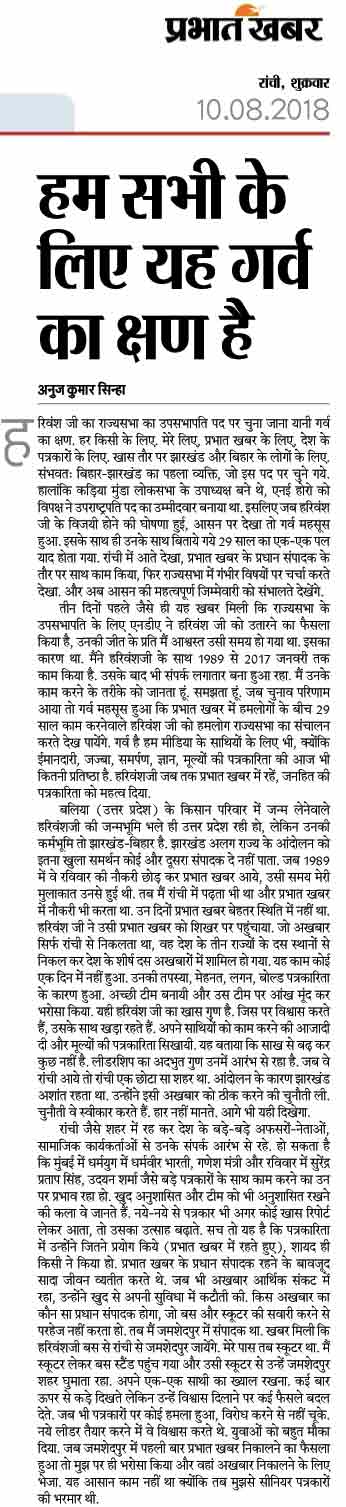 प्रभात खबर
रांची, शुक्रवार
10.08.2018
हम सभी के
लिए यह गर्व
का क्षण है
अनुज कुमार सिन्हा
हरिवंश जी का राज्यसभा का उपसभापति पद पर चुना जाना यानी गर्व
का क्षण. हर किसी के लिए. मेरे लिए, प्रभात खबर के लिए, देश के
पत्रकारों के लिए. खास तौर पर झारखंड और बिहार के लोगों के लिए.
संभवतः बिहार-झारखंड का पहला व्यक्ति, जो इस पद पर चुने गये.
हालांकि कड़िया मुंडा लोकसभा के उपाध्यक्ष बने थे, एनई होरो को
विपक्ष ने उपराष्ट्रपति पद का उम्मीदवार बनाया था. इसलिए जब हरिवंश
जी के विजयी होने की घोषणा हुई, आसन पर देखा तो गर्व महसूस
हुआ. इसके साथ ही उनके साथ बिताये गये 29 साल का एक-एक पल
याद होता गया. रांची में आते देखा, प्रभात खबर के प्रधान संपादक के
तौर पर साथ काम किया, फिर राज्यसभा में गंभीर विषयों पर चर्चा करते
देखा. और अब आसन की महत्वपूर्ण जिम्मेवारी को संभालते देखेंगे.
तीन दिनों पहले जैसे ही यह खबर मिली कि राज्यसभा के
उपसभापति के लिए एनडीए ने हरिवंश जी को उतारने का फैसला
किया है, उनकी जीत के प्रति मैं आश्वस्त उसी समय हो गया था. इसका
कारण था. मैंने हरिवंशजी के साथ 1989 से 2017 जनवरी तक
काम किया है. उसके बाद भी संपर्क लगातार बना हुआ रहा. मैं उनके
काम करने के तरीके को जानता हूं. समझता हूं. जब चुनाव परिणाम
आया तो गर्व महसूस हुआ कि प्रभात खबर में हमलोगों के बीच 29
साल काम करनेवाले हरिवंश जी को हमलोग राज्यसभा का संचालन
करते देख पायेंगे. गर्व है हम मीडिया के साथियों के लिए भी, क्योंकि
ईमानदारी, जज्बा, समर्पण, ज्ञान, मूल्यों की पत्रकारिता की आज भी
कितनी प्रतिष्ठा है. हरिवंशजी जब तक प्रभात खबर में रहें, जनहित की
पत्रकारिता को महत्व दिया.
बलिया (उत्तर प्रदेश) के किसान परिवार में जन्म लेनेवाले
हरिवंशजी की जन्मभूमि भले ही उत्तर प्रदेश रही हो, लेकिन उनकी
कर्मभूमि तो झारखंड-बिहार है. झारखंड अलग राज्य के आंदोलन को
इतना खुला समर्थन कोई और दूसरा संपादक दे नहीं पाता. जब 1989
में वे रविवार की नौकरी छोड़ कर प्रभात खबर आये, उसी समय मेरी
मुलाकात उनसे हुई थी. तब मैं रांची में पढ़ता भी था और प्रभात खबर
में नौकरी भी करता था. उन दिनों प्रभात खबर बेहतर स्थिति में नहीं था.
हरिवंश जी ने उसी प्रभात खबर को शिखर पर पहुंचाया. जो अखबार
सिर्फ रांची से निकलता था, वह देश के तीन राज्यों के दस स्थानों से
निकल कर देश के शीर्ष दस अखबारों में शामिल हो गया. यह काम कोई
एक दिन में नहीं हुआ. उनकी तपस्या, मेहनत, लगन, बोल्ड पत्रकारिता
के कारण हुआ. अच्छी टीम बनायी और उस टीम पर आंख मूंद कर
भरोसा किया. यही हरिवंश जी का खास गुण है. जिस पर विश्वास करते
हैं, उसके साथ खड़ा रहते हैं. अपने साथियों को काम करने की आजादी
दी और मूल्यों की पत्रकारिता सिखायी. यह बताया कि साख से बढ़ कर
कुछ नहीं है. लीडरशिप का अदभुत गुण उनमें आरंभ से रहा है. जब वे
रांची आये तो रांची एक छोटा सा शहर था. आंदोलन के कारण झारखंड
अशांत रहता था. उन्होंने इसी अखबार को ठीक करने की चुनौती ली.
चुनौती वे स्वीकार करते हैं. हार नहीं मानते. आगे भी यही दिखेगा.
रांची जैसे शहर में रह कर देश के बड़े-बड़े अफसरों-नेताओं,
सामाजिक कार्यकर्ताओं से उनके संपर्क आरंभ से रहे. हो सकता है
कि मुंबई में धर्मयुग में धर्मवीर भारती, गणेश मंत्री और रविवार में सुरेंद्र
प्रताप सिंह, उदयन शर्मा जैसे बड़े पत्रकारों के साथ काम करने का उन
पर प्रभाव रहा हो. खुद अनुशासित और टीम को भी अनुशासित रखने
की कला वे जानते हैं. नये-नये से पत्रकार भी अगर कोई खास रिपोर्ट
लेकर आता, तो उसका उत्साह बढ़ाते. सच तो यह है कि पत्रकारिता
में उन्होंने जितने प्रयोग किये (प्रभात खबर में रहते हुए), शायद ही
किसी ने किया हो. प्रभात खबर के प्रधान संपादक रहने के बावजूद
सादा जीवन व्यतीत करते थे. जब भी अखबार आर्थिक संकट में
रहा, उन्होंने खुद से अपनी सुविधा में कटौती की. किस अखबार का
कौन सा प्रधान संपादक होगा, जो बस और स्कूटर की सवारी करने से
परहेज नहीं करता हो. तब मैं जमशेदपुर में संपादक था. खबर मिली कि
हरिवंशजी बस से रांची से जमशेदपुर जायेंगे. मेरे पास तब स्कूटर था. मैं
स्कूटर लेकर बस स्टैंड पहुंच गया और उसी स्कूटर से उन्हें जमशेदपुर
शहर घुमाता रहा. अपने एक-एक साथी का ख्याल रखना. कई बार
ऊपर से कड़े दिखते लेकिन उन्हें विश्वास दिलाने पर कई फैसले बदल
देते. जब भी पत्रकारों पर कोई हमला हुआ, विरोध करने से नहीं चूके.
नये लीडर तैयार करने में वे विश्वास करते थे. युवाओं को बहुत मौका
दिया. जब जमशेदपुर में पहली बार प्रभात खबर निकालने का फैसला
हुआ तो मुझ पर ही भरोसा किया और वहां अखबार निकालने के लिए
भेजा. यह आसान काम नहीं था क्योंकि तब मुझसे सीनियर पत्रकारों
की भरमार थी.